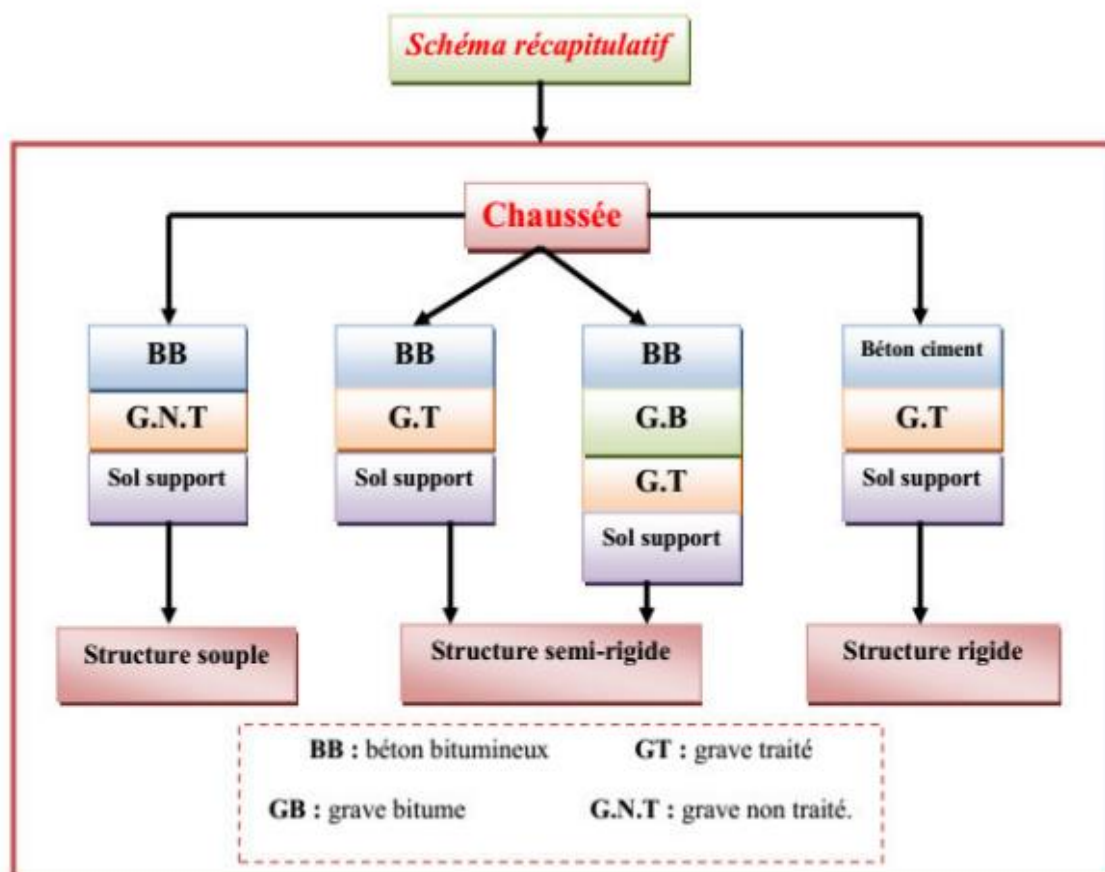 Schéma récapitulatif
Chaussée
BB
G.N.T
Sol support
BB
G.T
Sol support
BB
G.B
G.T
Sol support
Béton ciment
G.T
Sol support
Structure souple
Structure semi-rigide
Structure rigide
BB : béton bitumineux
GT : grave traité
GB : grave bitume
G.N.T : grave non traité.